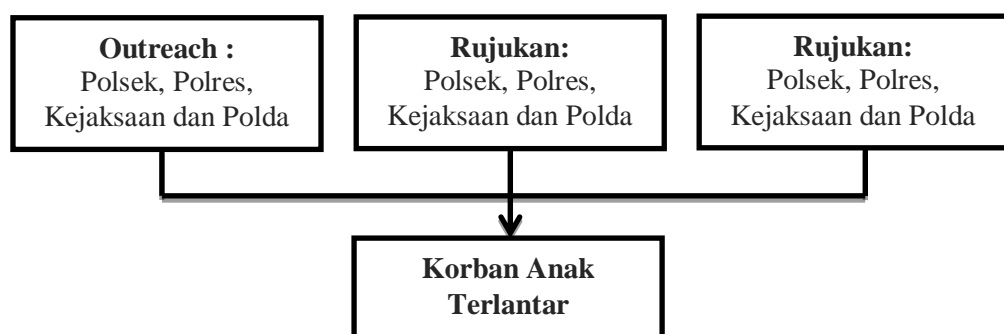 Outreach :
Polsek, Polres,
Kejaksaan dan Polda
Rujukan:
Polsek, Polres,
Kejaksaan dan Polda
Rujukan:
Polsek, Polres,
Kejaksaan dan Polda
Korban Anak
Terlantar